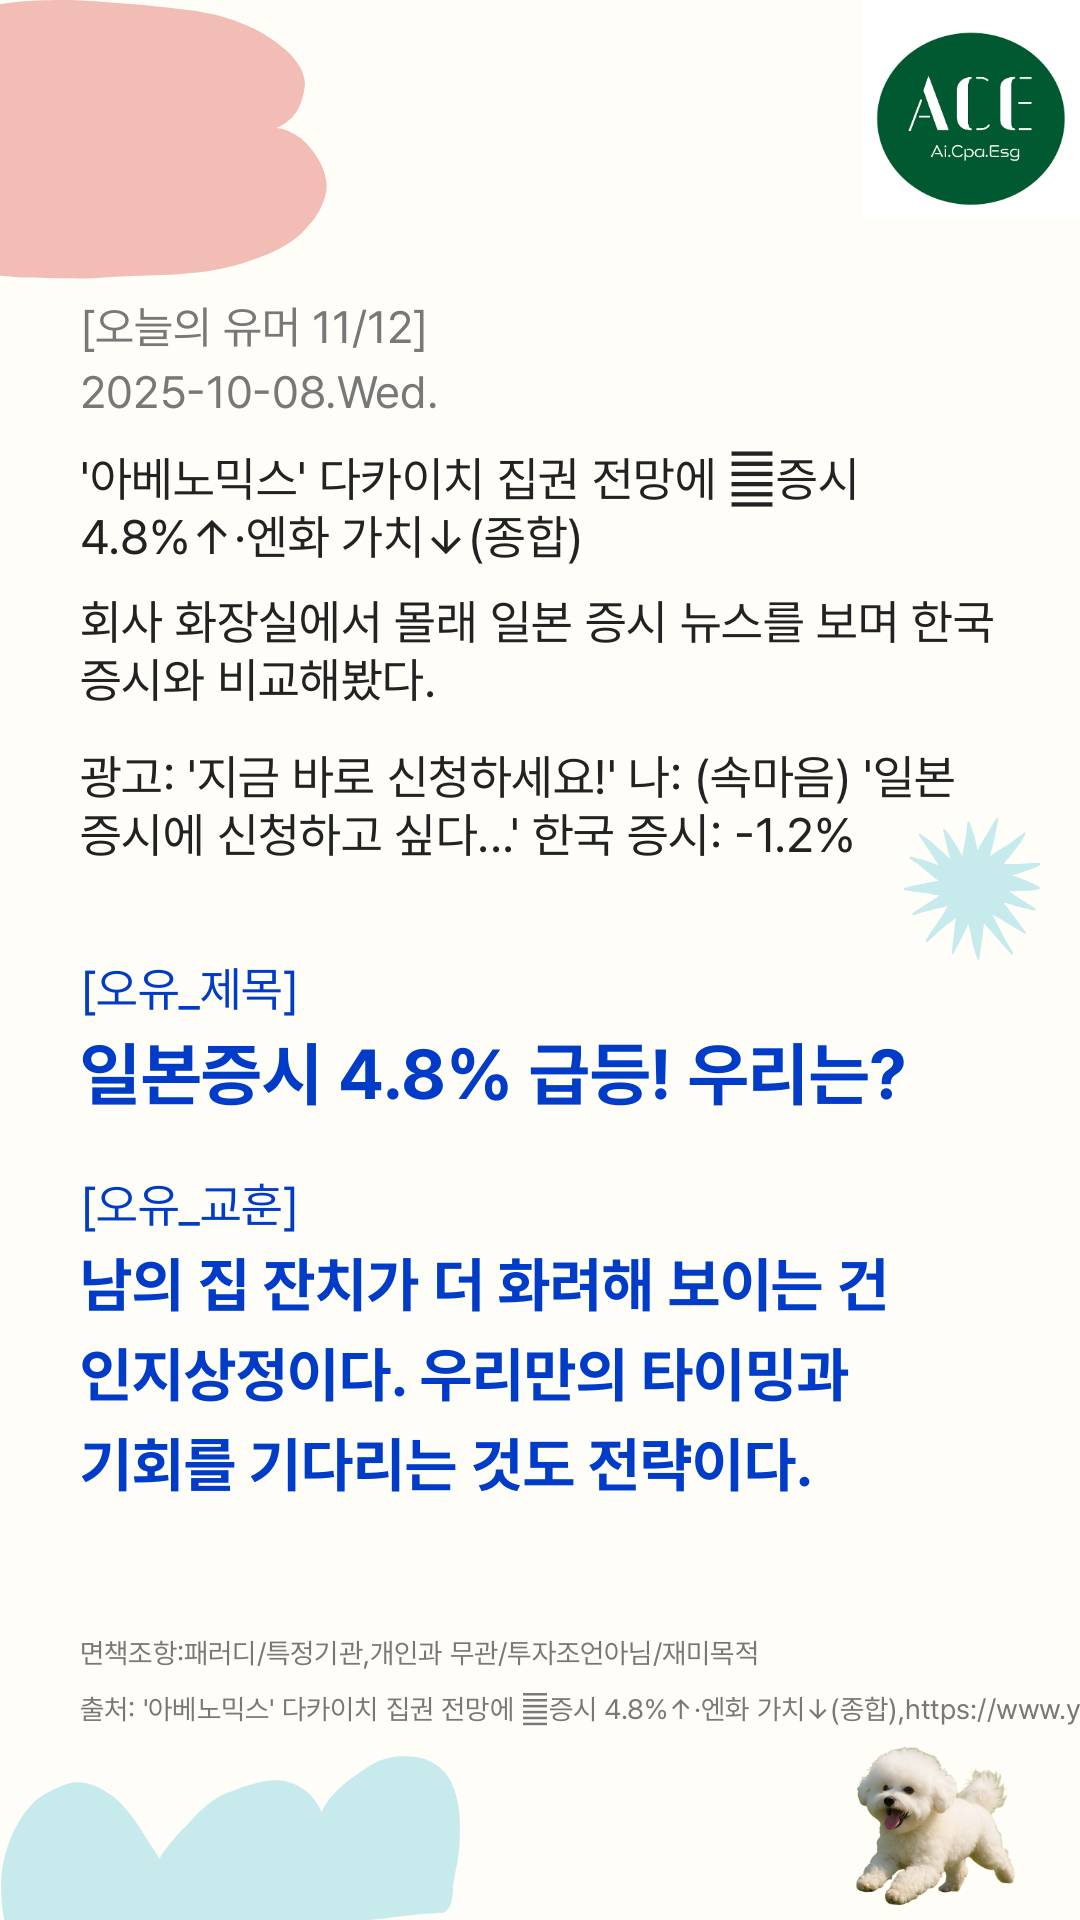 ACE
Ai.Cpa.Esg
[오늘의 유머 11/12]
2025-10-08.Wed.
'아베노믹스' 다카이치 집권 전망에 증시
4.8%↑·엔화 가치↓(종합)
회사 화장실에서 몰래 일본 증시 뉴스를 보며 한국
증시와 비교해봤다.
광고: '지금 바로 신청하세요!' 나: (속마음) '일본
증시에 신청하고 싶다...' 한국 증시: -1.2%
[오유_제목]
일본증시 4.8% 급등! 우리는?
[오유_교훈]
남의 집 잔치가 더 화려해 보이는 건
인지상정이다. 우리만의 타이밍과
기회를 기다리는 것도 전략이다.
면책조항:패러디/특정기관,개인과 무관/투자조언아님/재미목적
출처: '아베노믹스' 다카이치 집권 전망에 증시 4.8%↑·엔화 가치↓(종합),https://www.y